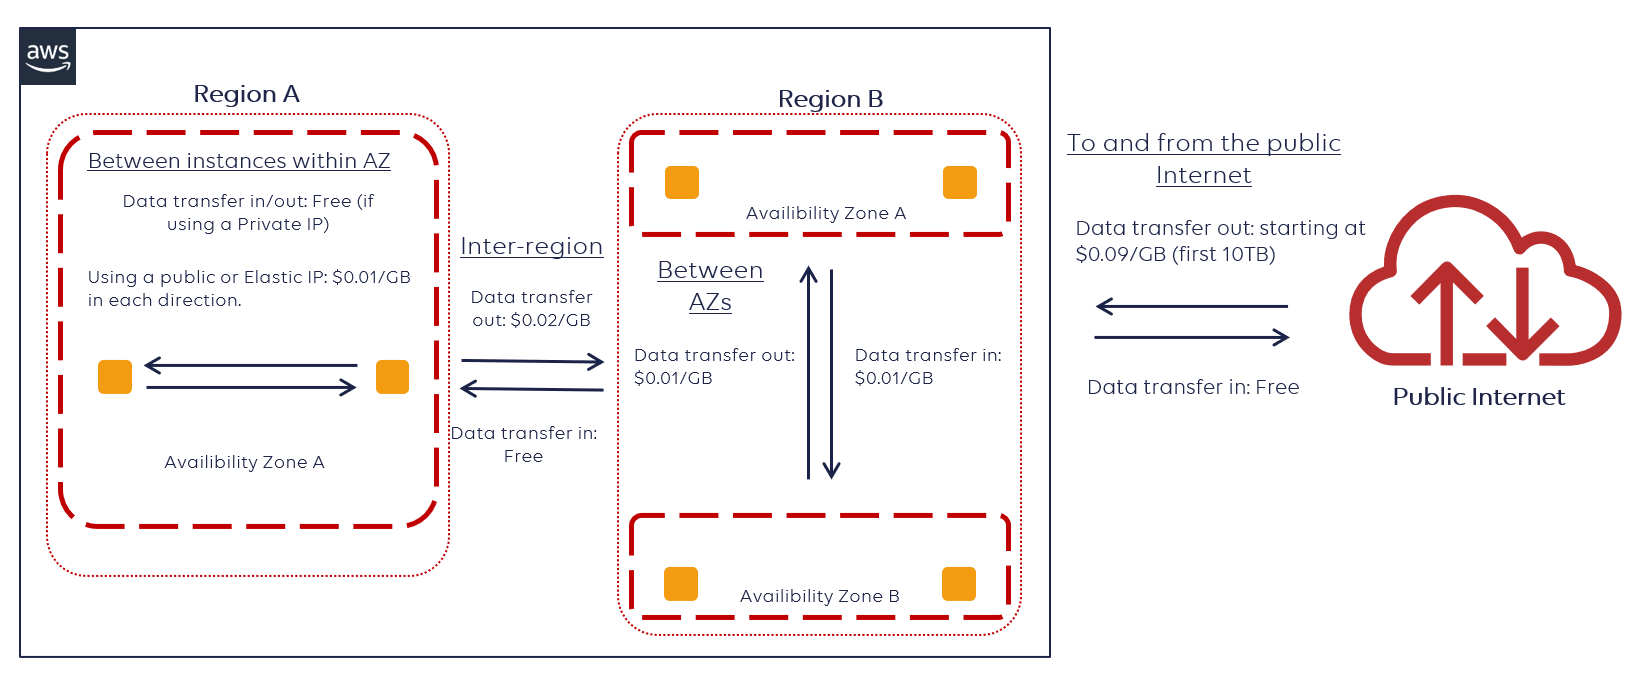 aws
Region A
Between instances within AZ
Data transfer in/out: Free (if
using a Private IP)
Using a public or Elastic IP: $0.01/GB
in each direction.
Availibility Zone A
Inter-region
Data transfer
out: $0.02/GB
Data transfer in:
Free
Region B
Availibility Zone A
Between
AZs
Data transfer out:
$0.01/GB
Data transfer in:
$0.01/GB
Availibility Zone B
To and from the public
Internet
Data transfer out: starting at
$0.09/GB (first 10TB)
Data transfer in: Free
Public Internet